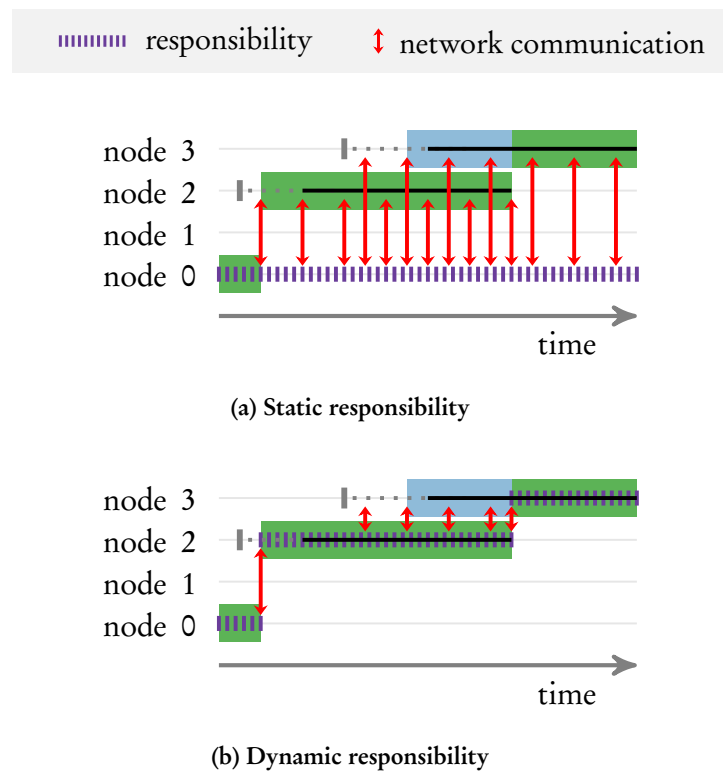 responsibility network communication
node 3
node 2
node 1
node 0
time
(a) Static responsibility
node 3
node 2
node 1
node 0
time
(b) Dynamic responsibility